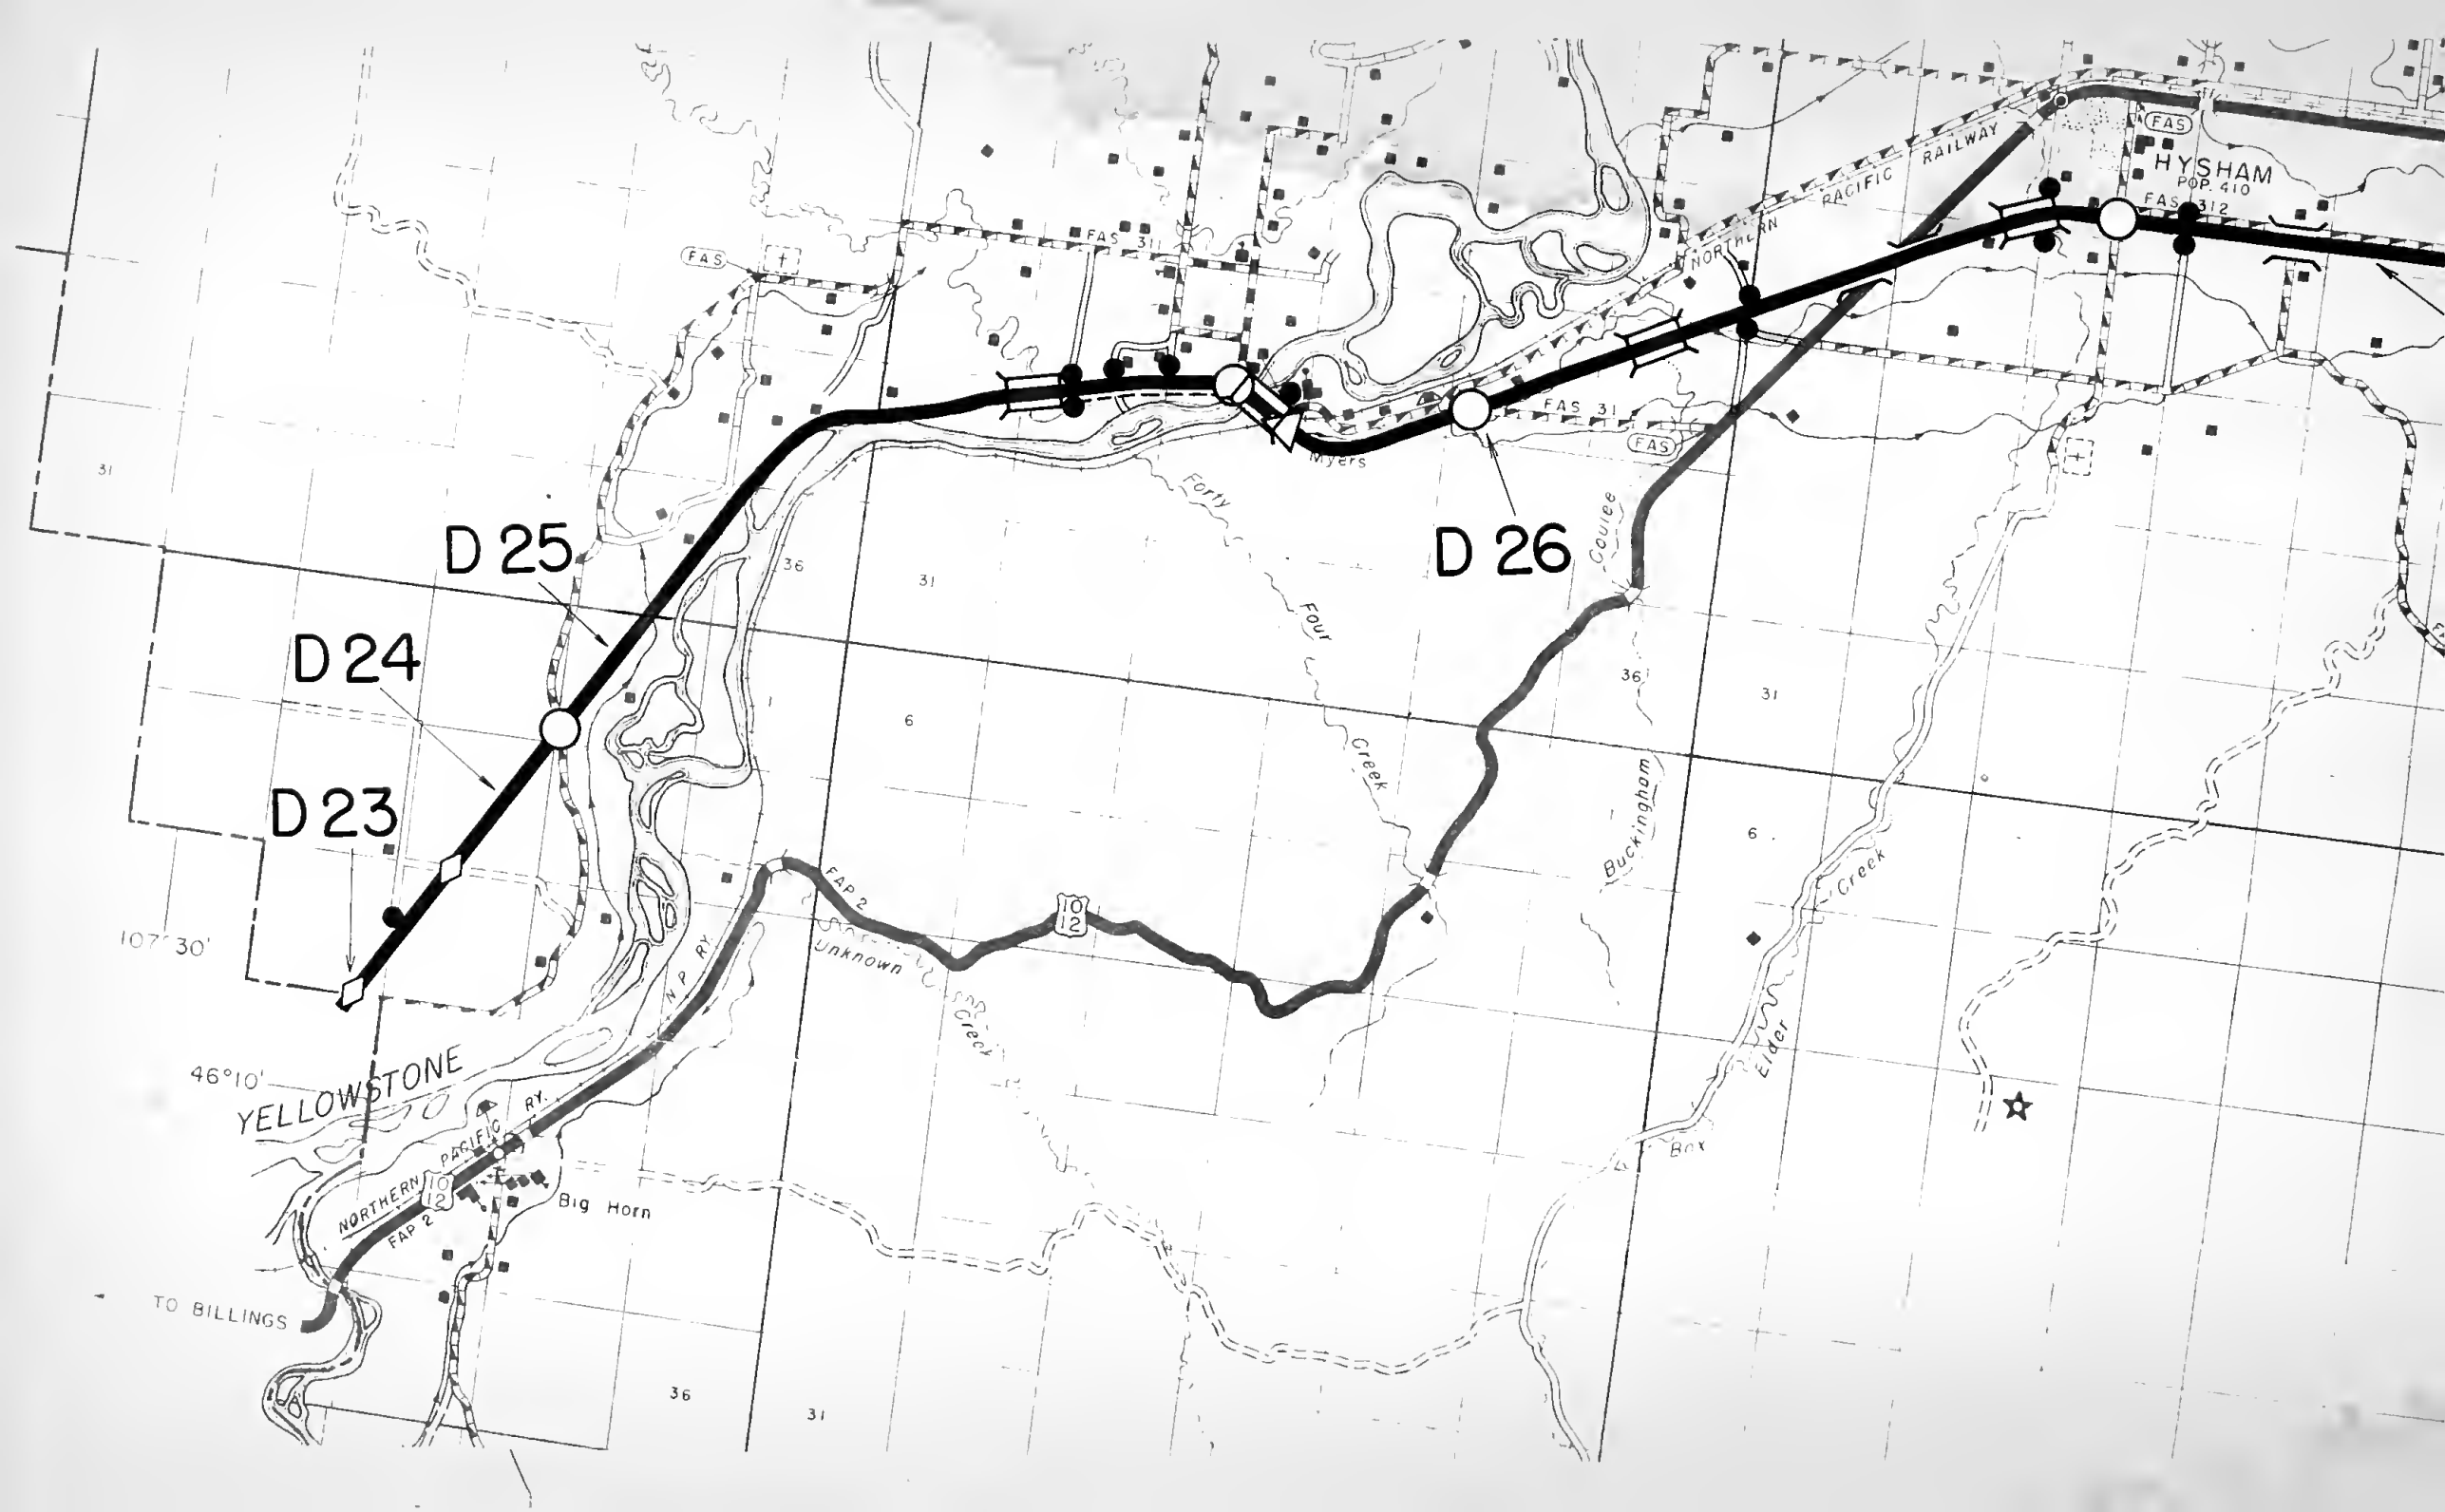 FAS
HYSHAM
POP. 410
FAS 312
NORTHERN PACIFIC RAILWAY
FAS 311
FAS
31
FAS 31
FAS
Myers
Forty
Four
Creek
D 25
D 26
Coulee
Buckingham
36
31
D 24
36
31
6
6
D 23
107°30'
FAP 2
10
12
Unknown
Creek
N P RY.
Creek
Elder
Box
46°10'
YELLOWSTONE
NORTHERN PACIFIC RY.
10
12
FAP 2
Big Horn
TO BILLINGS
36
31